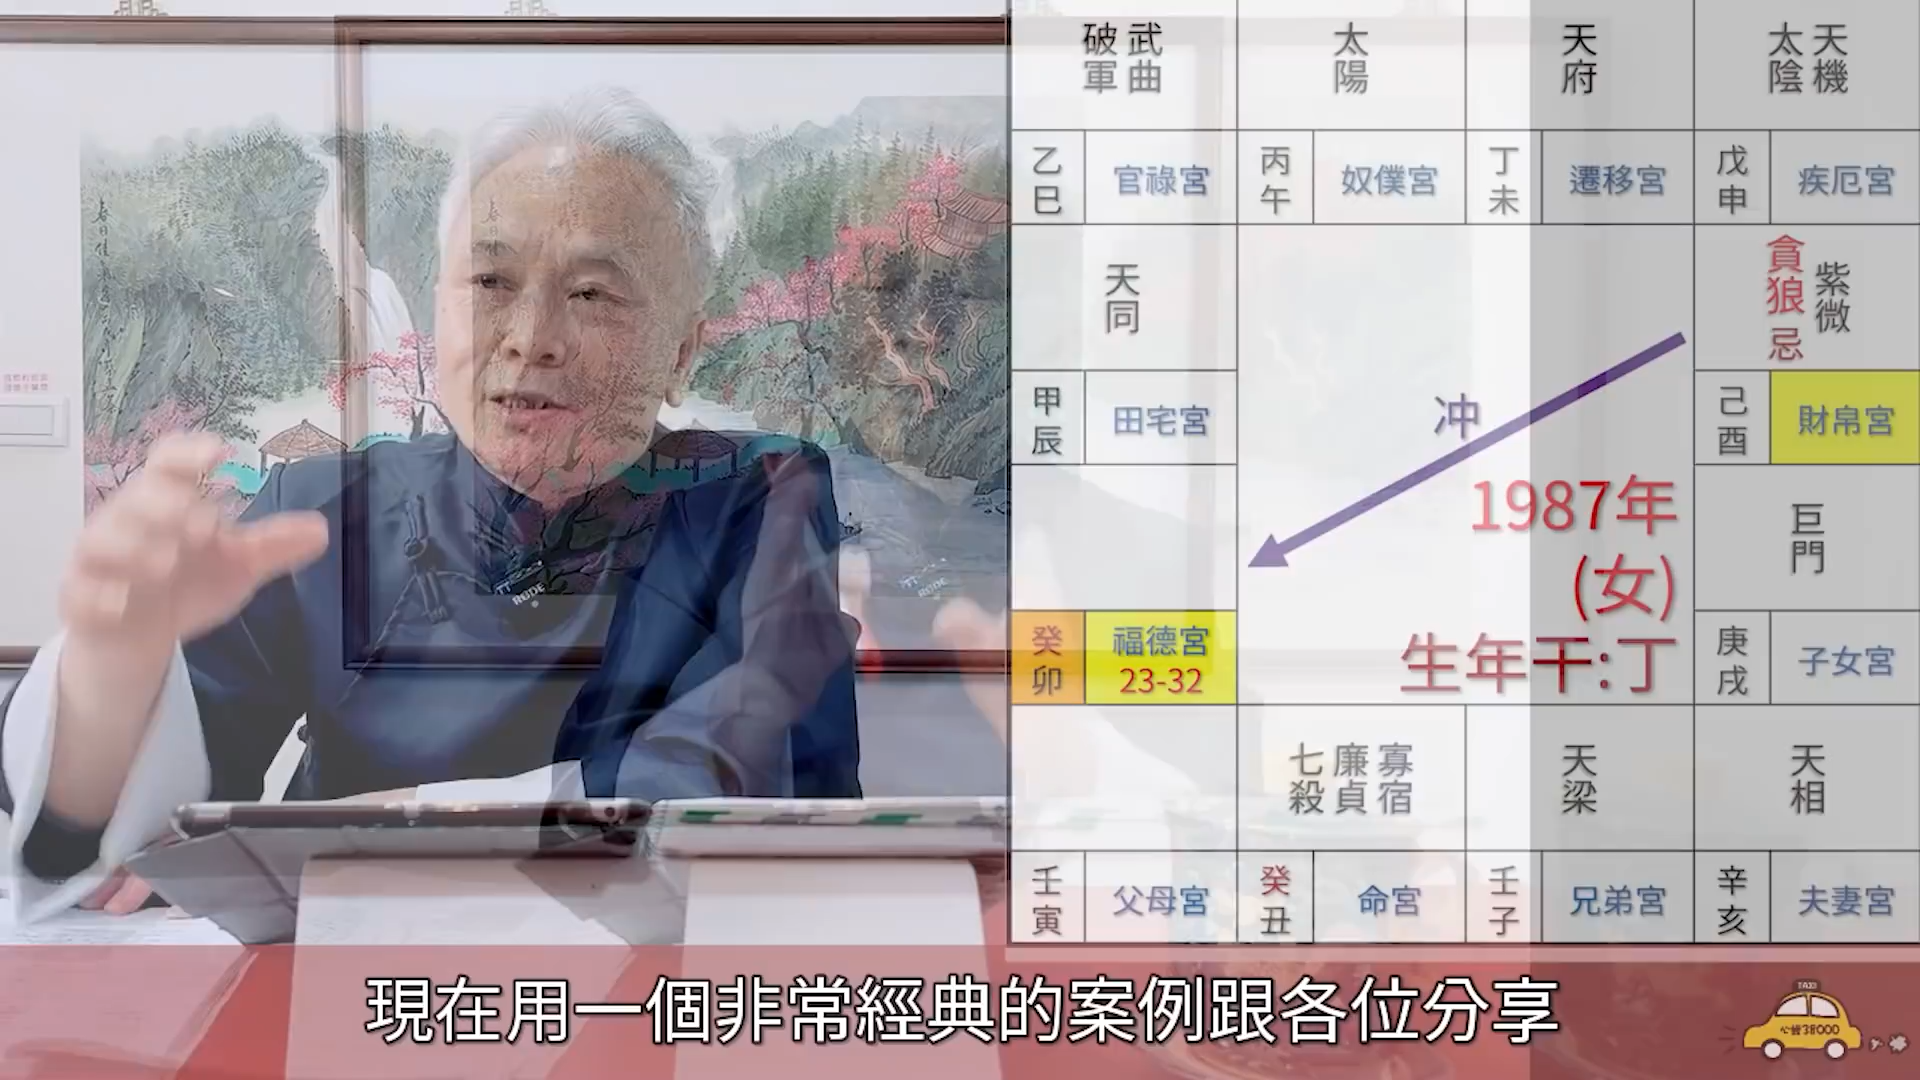 武曲
破軍
太陽
天府
天機
太陰
乙巳
官祿宮
丙午
奴僕宮
丁未
遷移宮
戊申
疾厄宮
天同
紫微
貪狼忌
甲辰
田宅宮
冲
己酉
財帛宮
1987年
(女)
生年干:丁
巨門
癸卯
福德宮
23-32
庚戌
子女宮
寡宿
廉貞
七殺
天梁
天相
壬寅
父母宮
癸丑
命宮
壬子
兄弟宮
辛亥
夫妻宮
RODE
RODE
現在用一個非常經典的案例跟各位分享
TAXI
38000